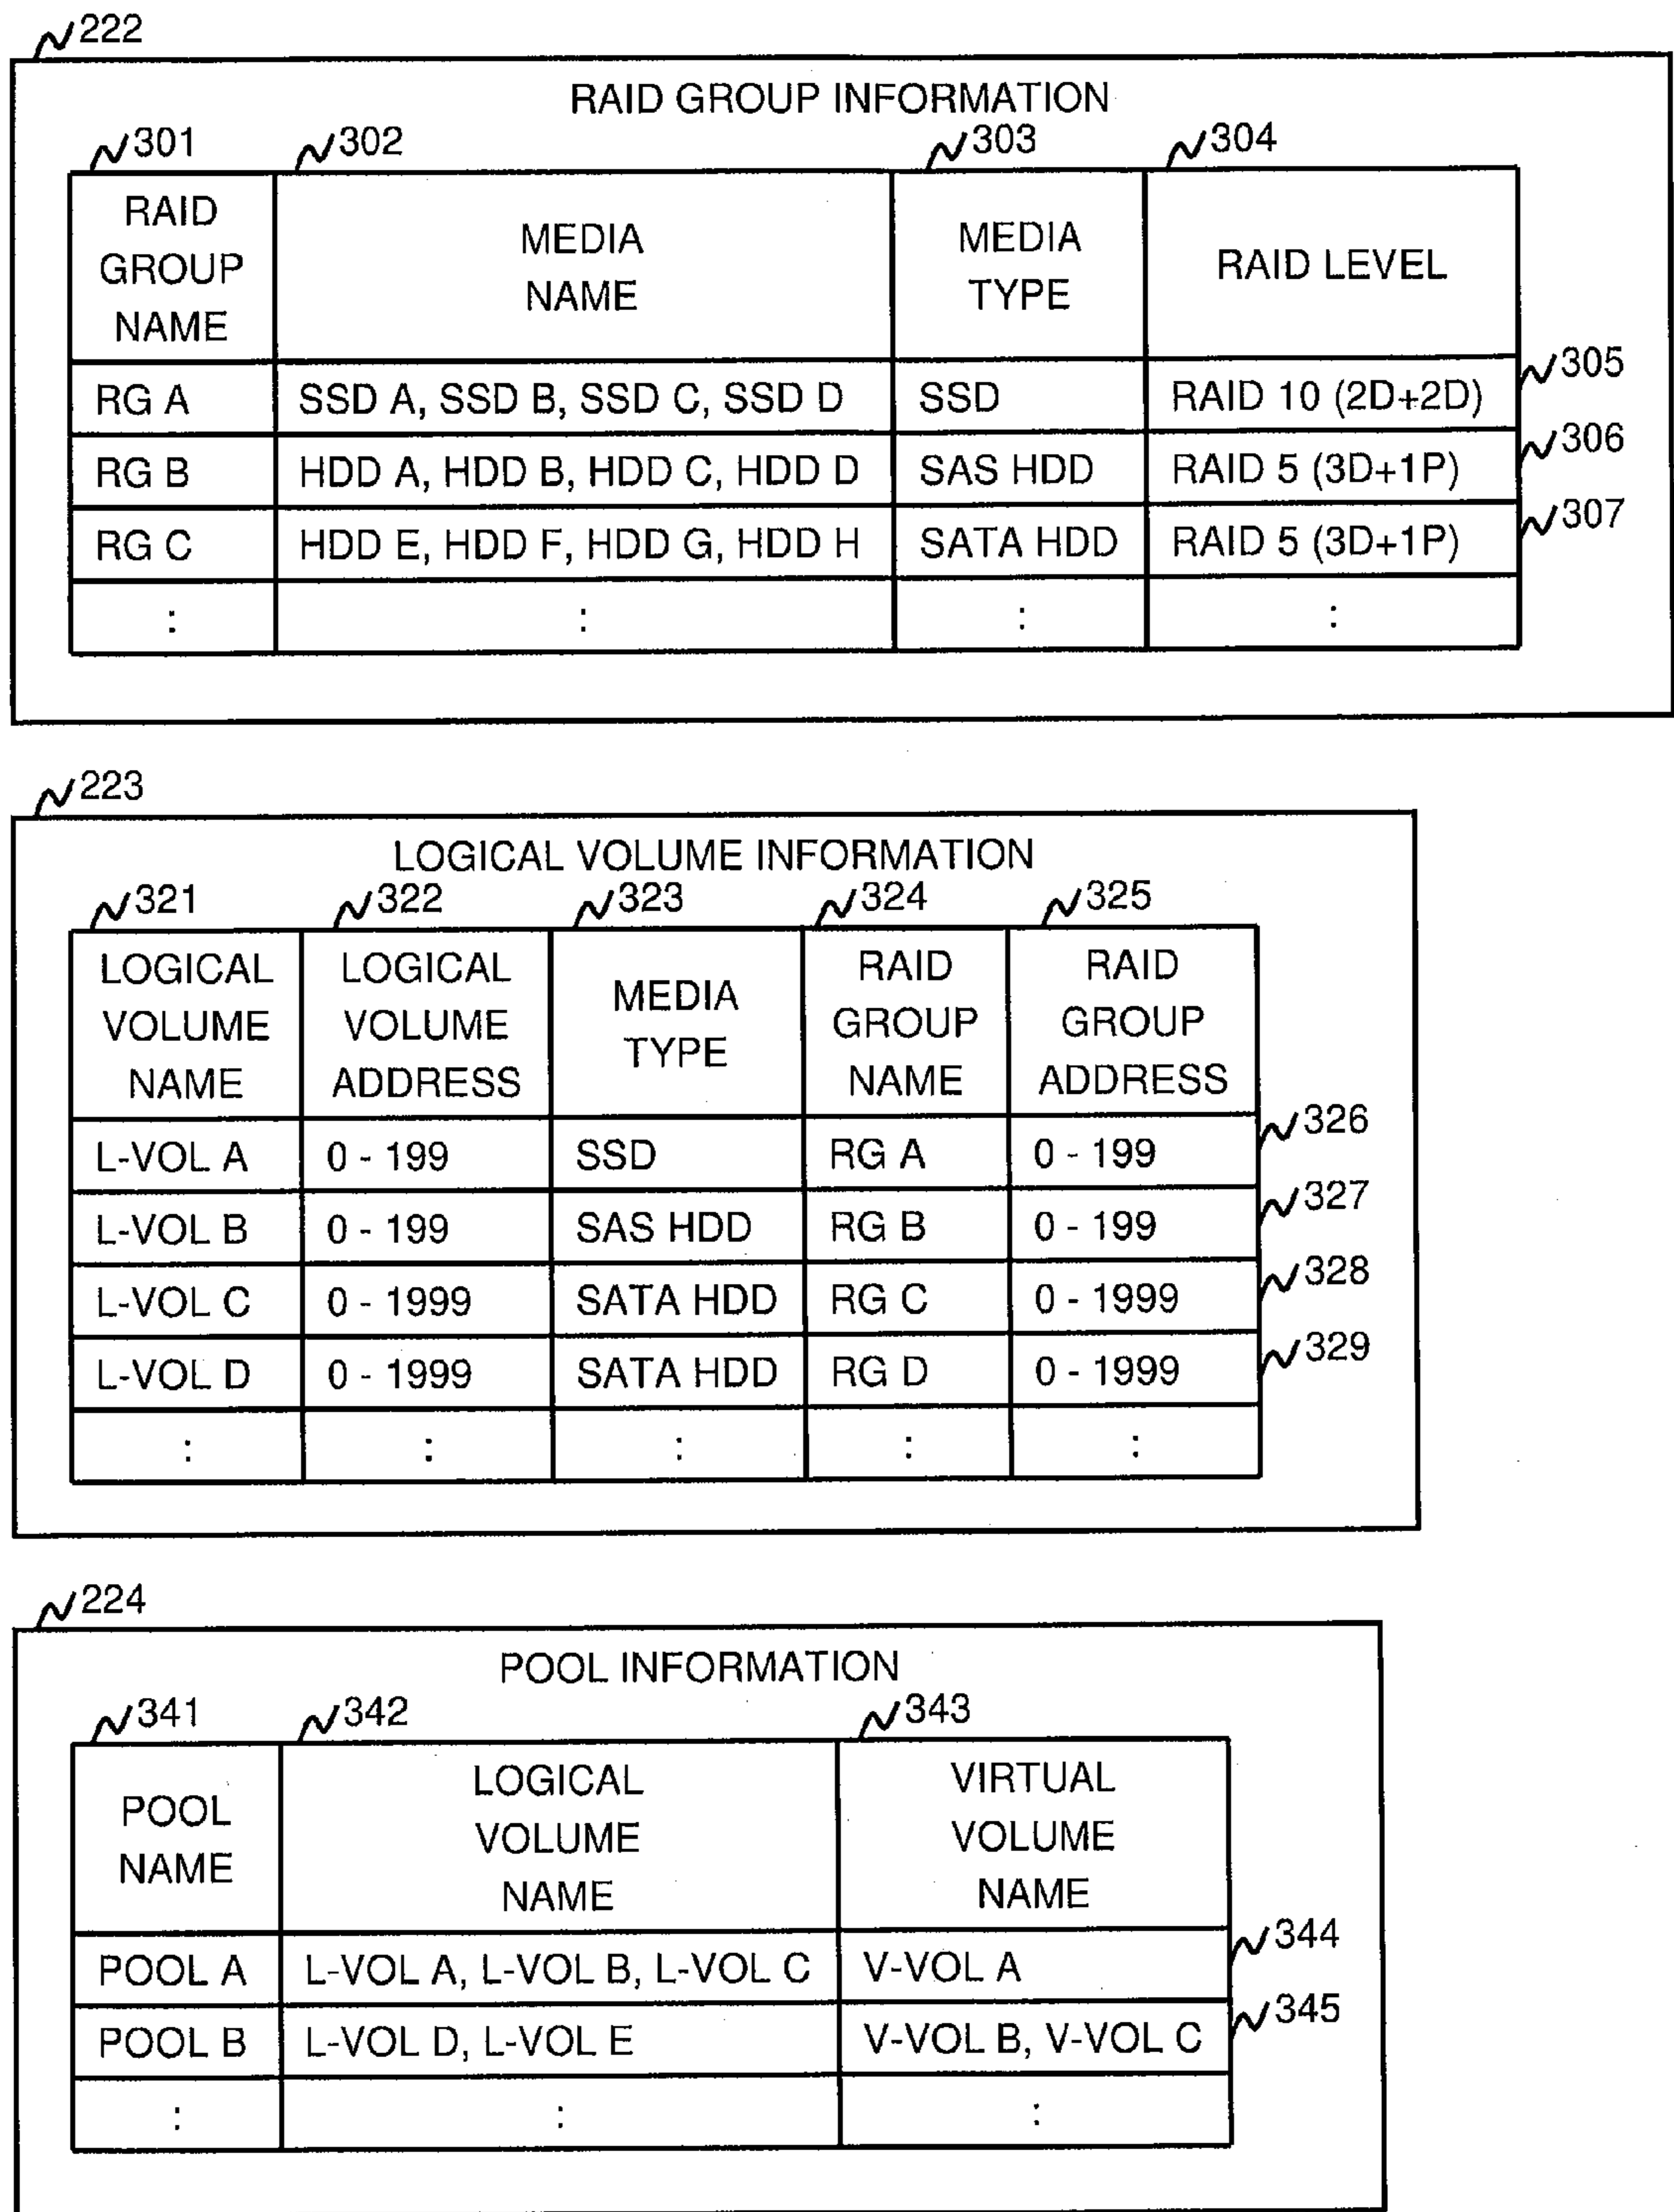 222
RAID GROUP INFORMATION
301 302 303 304
RAID GROUP NAME MEDIA NAME MEDIA TYPE RAID LEVEL
RG A SSD A, SSD B, SSD C, SSD D SSD RAID 10 (2D+2D) 305
RG B HDD A, HDD B, HDD C, HDD D SAS HDD RAID 5 (3D+1P) 306
RG C HDD E, HDD F, HDD G, HDD H SATA HDD RAID 5 (3D+1P) 307
: : : :
223
LOGICAL VOLUME INFORMATION
321 322 323 324 325
LOGICAL VOLUME NAME LOGICAL VOLUME ADDRESS MEDIA TYPE RAID GROUP NAME RAID GROUP ADDRESS
L-VOL A 0 - 199 SSD RG A 0 - 199 326
L-VOL B 0 - 199 SAS HDD RG B 0 - 199 327
L-VOL C 0 - 1999 SATA HDD RG C 0 - 1999 328
L-VOL D 0 - 1999 SATA HDD RG D 0 - 1999 329
: : : : :
224
POOL INFORMATION
341 342 343
POOL NAME LOGICAL VOLUME NAME VIRTUAL VOLUME NAME
POOL A L-VOL A, L-VOL B, L-VOL C V-VOL A 344
POOL B L-VOL D, L-VOL E V-VOL B, V-VOL C 345
: : :